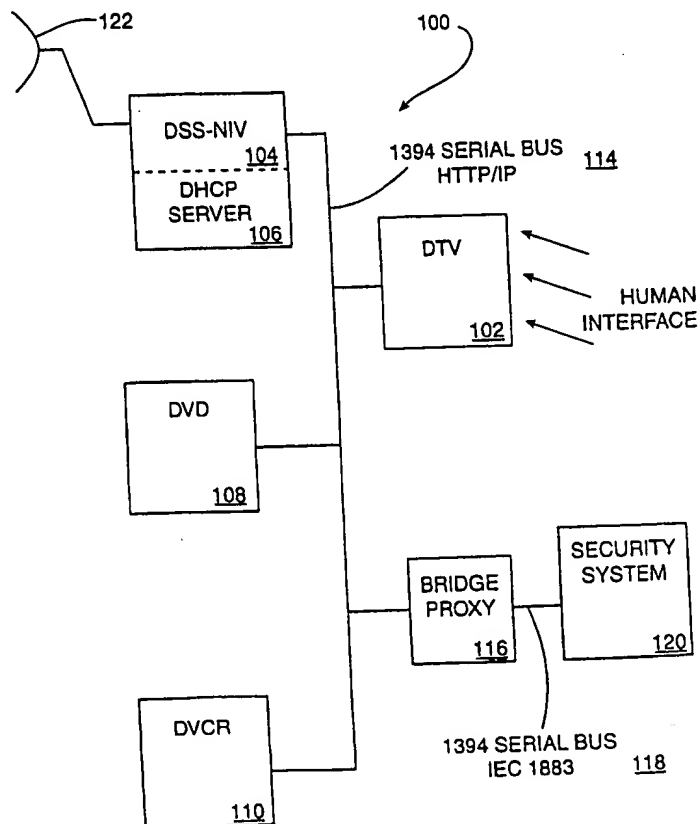 122
100
DSS-NIV
104
DHCP
SERVER
106
1394 SERIAL BUS
HTTP/IP
114
DTV
102
HUMAN
INTERFACE
DVD
108
BRIDGE
PROXY
116
SECURITY
SYSTEM
120
DVCR
110
1394 SERIAL BUS
IEC 1883
118